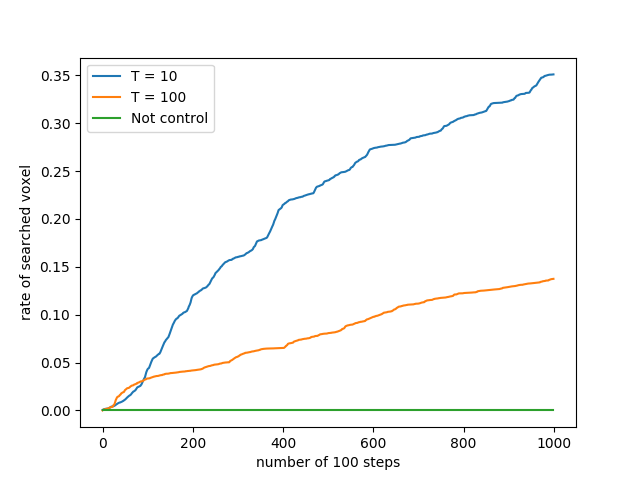 T = 10
T = 100
Not control
rate of searched voxel
0.35
0.30
0.25
0.20
0.15
0.10
0.05
0.00
0 200 400 600 800 1000
number of 100 steps